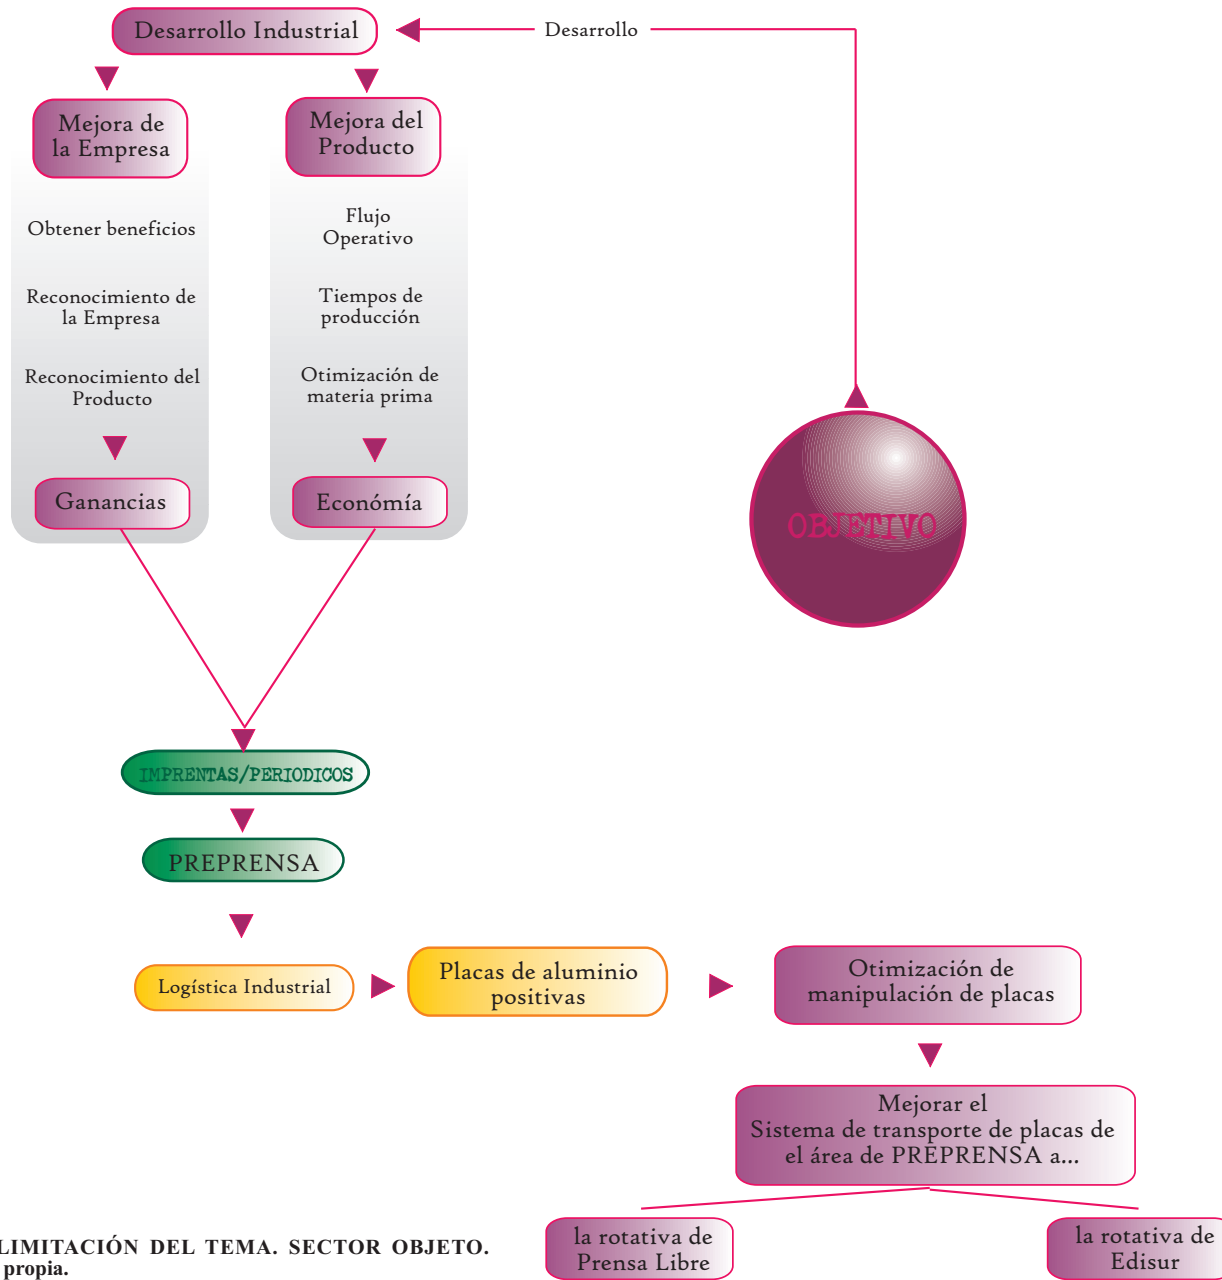 Desarrollo Industrial
Desarrollo
Mejora de
la Empresa
Obtener beneficios
Reconocimiento de
la Empresa
Reconocimiento del
Producto
Ganancias
Mejora del
Producto
Flujo
Operativo
Tiempos de
producción
Otimización de
materia prima
Económía
OBJETIVO
IMPRENTAS/PERIODICOS
PREPRENSA
Logística Industrial
Placas de aluminio
positivas
Otimización de
manipulación de placas
Mejorar el
Sistema de transporte de placas de
el área de PREPRENSA a...
la rotativa de
Prensa Libre
la rotativa de
Edisur
LIMITACIÓN DEL TEMA. SECTOR OBJETO.
propia.